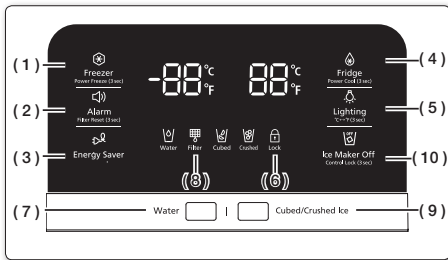 ( 1 )
Freezer
Power Freeze (3 sec)
( 2 )
Alarm
Filter Reset (3 sec)
( 3 )
Energy Saver
-88 °C °F
88 °C °F
Water Filter Cubed Crushed Lock
( 8 )
( 6 )
( 4 )
Fridge
Power Cool (3 sec)
( 5 )
Lighting
°C↔°F (3 sec)
OFF
Ice Maker Off
Control Lock (3 sec)
( 10 )
( 7 )
Water
Cubed/Crushed Ice
( 9 )